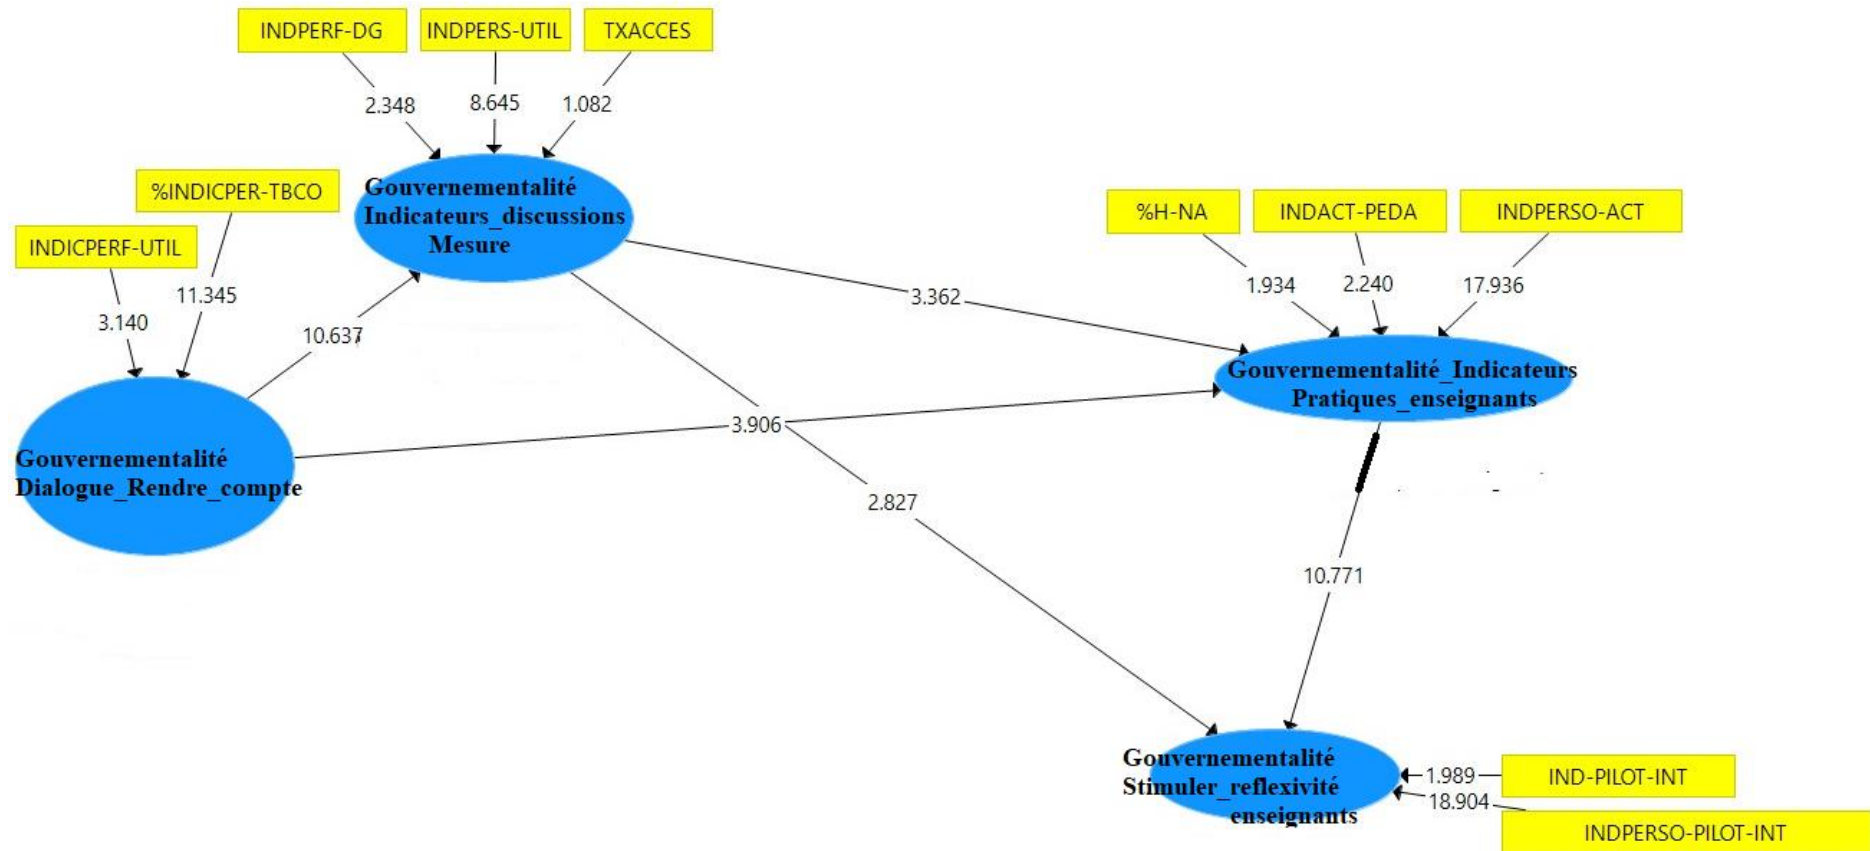 INDPERF-DG
INDPERS-UTIL
TXACCES
2.348
8.645
1.082
%INDICPER-TBCO
INDICPERF-UTIL
11.345
3.140
10.637
Gouvernementalité
Indicateurs_discussions
Mesure
%H-NA
INDACT-PEDA
INDPERSO-ACT
1.934
2.240
17.936
3.362
Gouvernementalité_Indicateurs
Pratiques_enseignants
3.906
Gouvernementalité
Dialogue_Rendre_compte
2.827
10.771
Gouvernementalité
Stimuler_reflexivité
enseignants
1.989
IND-PILOT-INT
18.904
INDPERSO-PILOT-INT